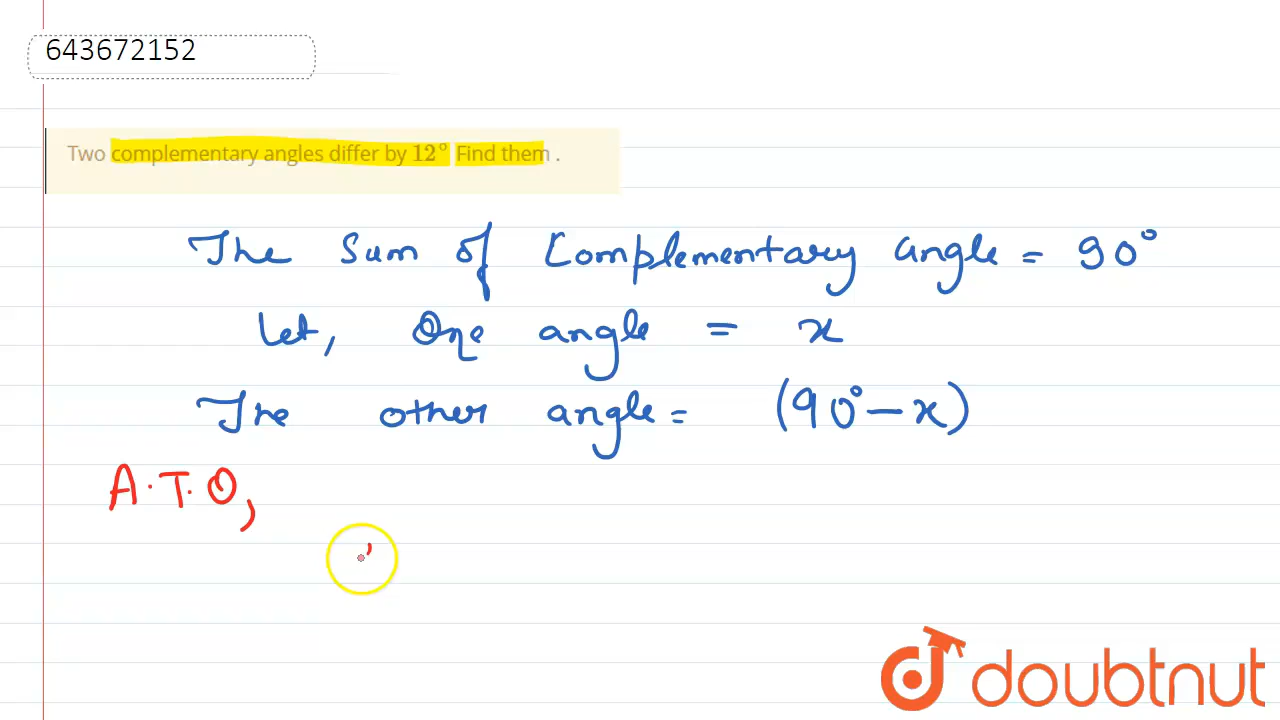 643672152
Two complementary angles differ by 12° Find them .
The Sum of Complementary angle = 90°
Let, One angle = x
The other angle = (90° − x)
A.T.Q,
doubtnut